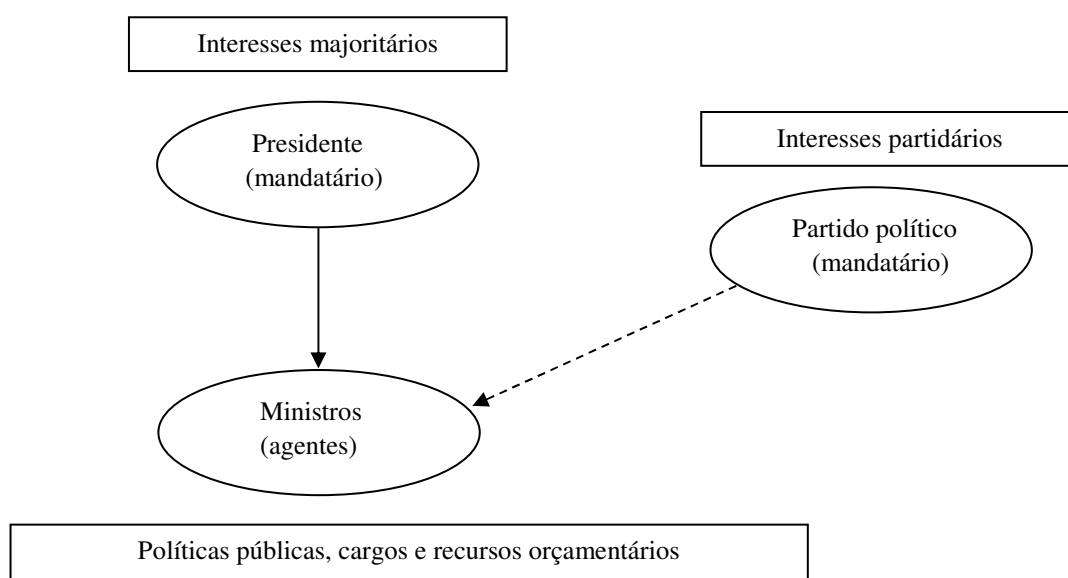 Interesses majoritários
Presidente
(mandatário)
Interesses partidários
Partido político
(mandatário)
Ministros
(agentes)
Políticas públicas, cargos e recursos orçamentários